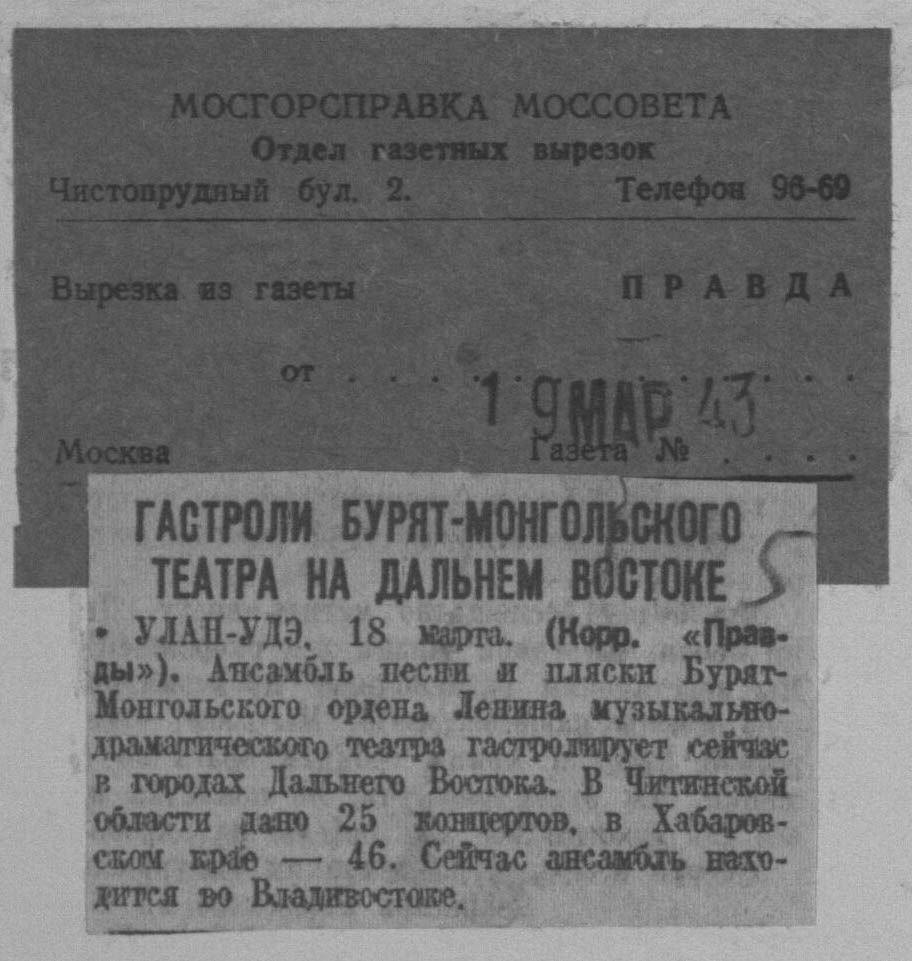 МОСГОРСПРАВКА МОССОВЕТА
Отдел газетных вырезок
Чистопрудный бул. 2. Телефон 96-69
Вырезка из газеты ПРАВДА
от . . . . . . . . . . . . .
19 МАР 43
Москва Газета № . . . .
ГАСТРОЛИ БУРЯТ-МОНГОЛЬСКОГО
ТЕАТРА НА ДАЛЬНЕМ ВОСТОКЕ
5
• УЛАН-УДЭ, 18 марта. (Корр. «Прав-
ды»). Ансамбль песни и пляски Бурят-
Монгольского ордена Ленина музыкально-
драматического театра гастролирует сейчас
в городах Дальнего Востока. В Читинской
области дано 25 концертов, в Хабаров-
ском крае — 46. Сейчас ансамбль нахо-
дится во Владивостоке.